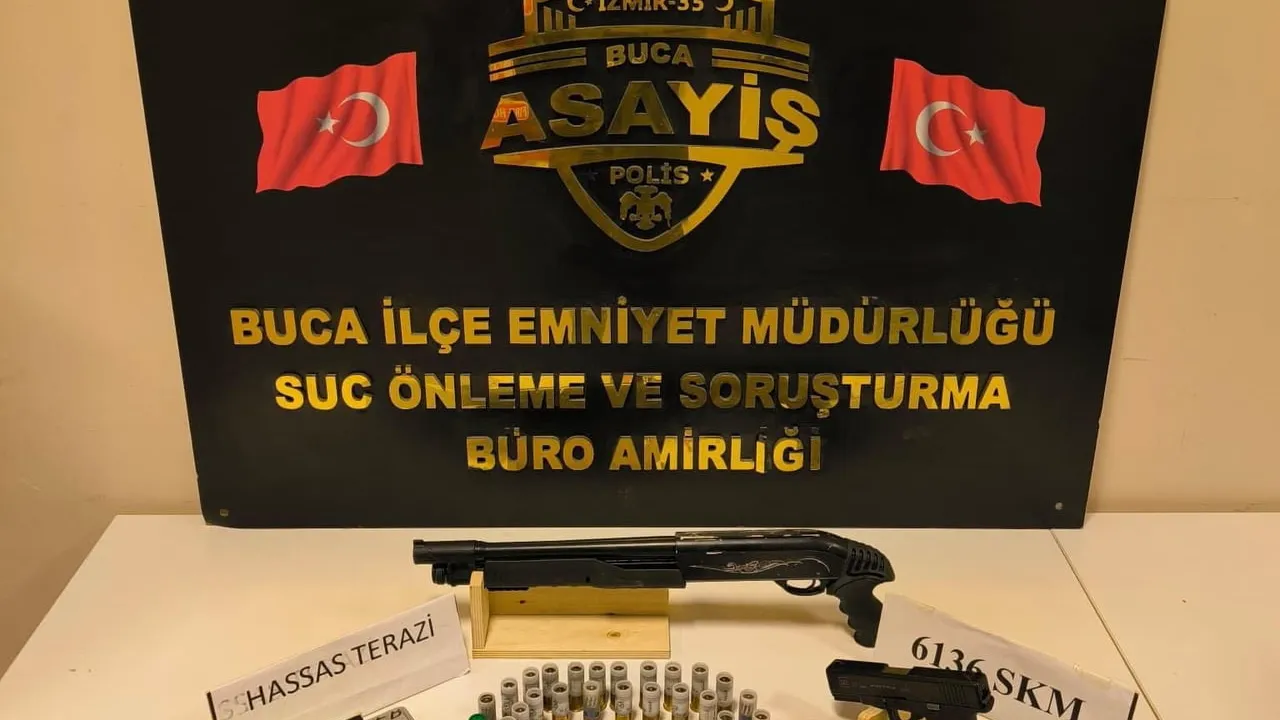 İZMİR-35
BUCA
ASAYİŞ
POLİS
BUCA İLÇE EMNİYET MÜDÜRLÜĞÜ
SUC ÖNLEME VE SORUŞTURMA
BÜRO AMİRLİĞİ
HASSAS TERAZİ
6136 SKM